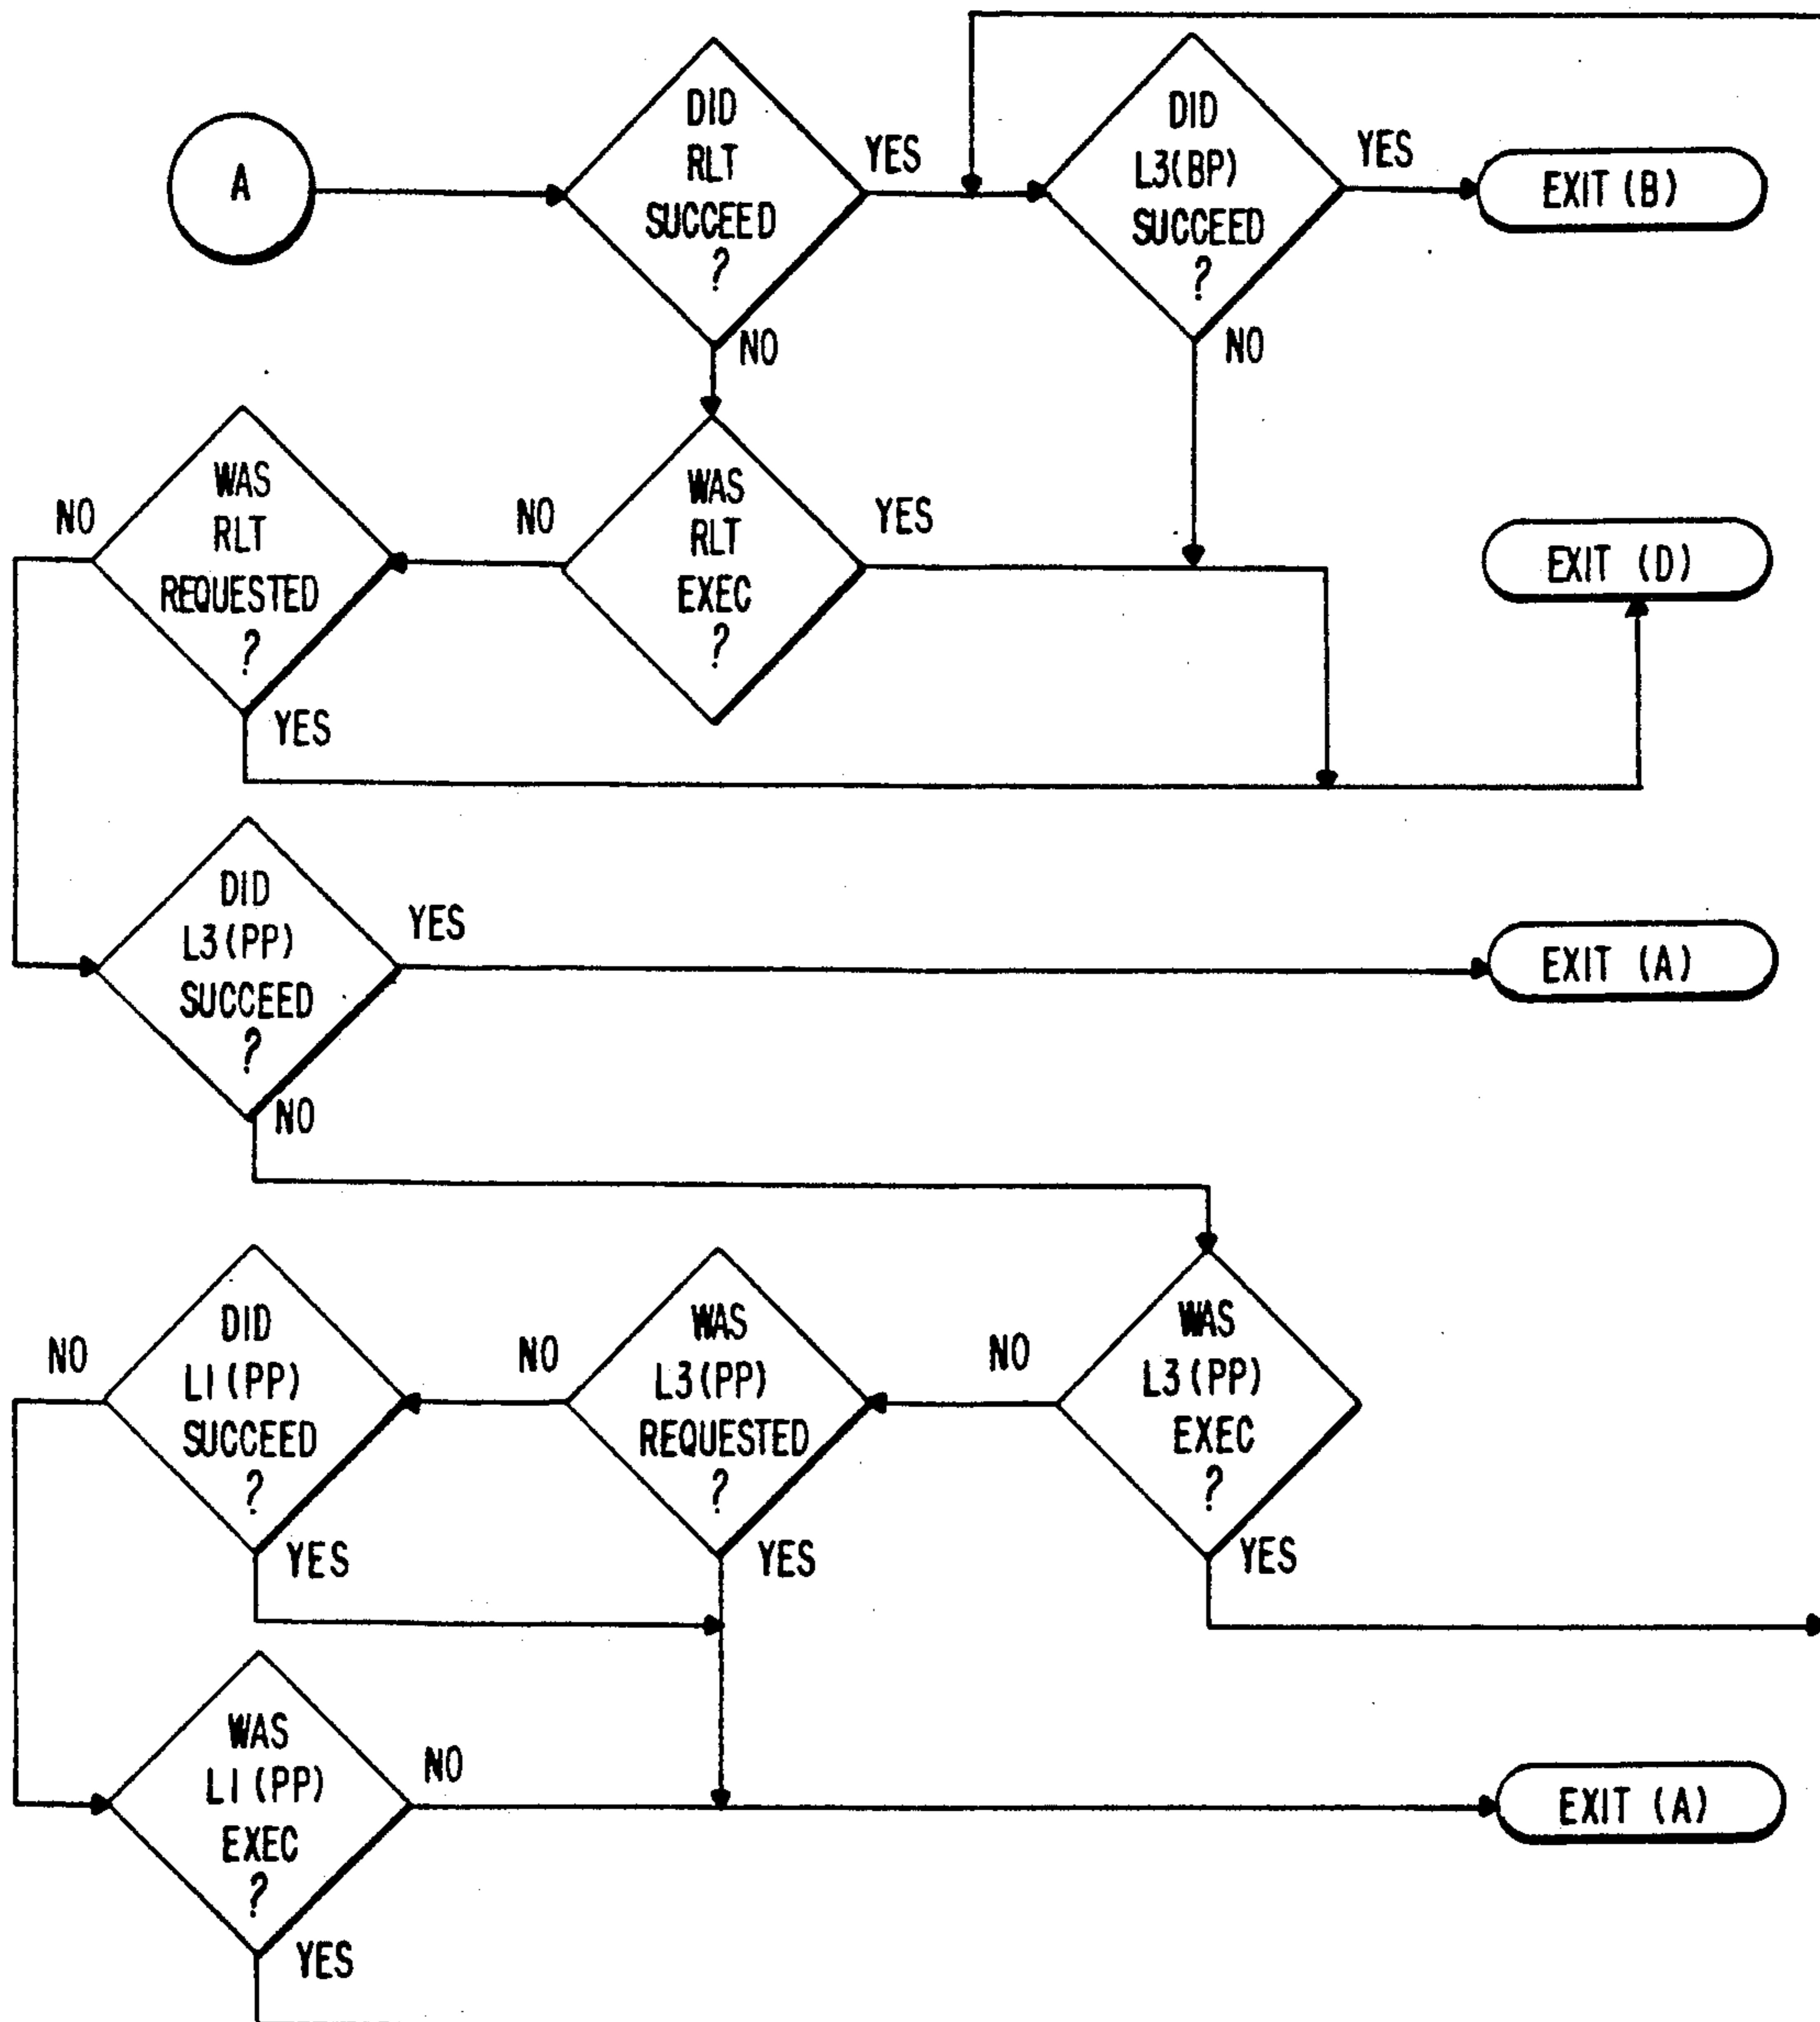 A
DID
RLT
SUCCEED
?
YES
NO
DID
L3(BP)
SUCCEED
?
YES
NO
EXIT (B)
WAS
RLT
REQUESTED
?
NO
YES
WAS
RLT
EXEC
?
NO
YES
EXIT (D)
DID
L3(PP)
SUCCEED
?
YES
NO
EXIT (A)
DID
L1(PP)
SUCCEED
?
NO
YES
WAS
L3(PP)
REQUESTED
?
NO
YES
WAS
L3(PP)
EXEC
?
NO
YES
WAS
L1(PP)
EXEC
?
NO
YES
EXIT (A)